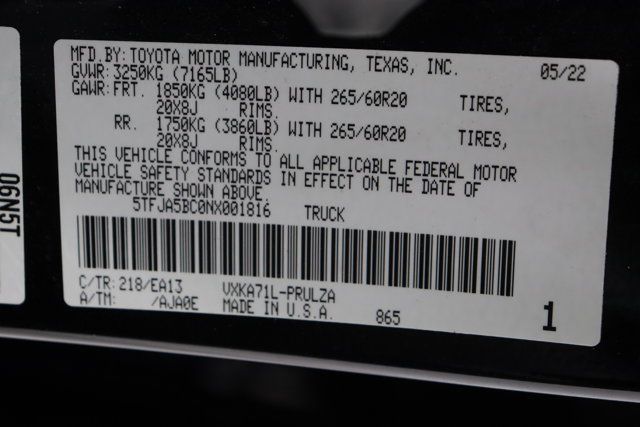 MFD.BY:TOYOTA MOTOR MANUFACTURING, TEXAS, INC. 05/22
GVWR:3250KG (7165LB)
GAWR:FRT. 1850KG (4080LB) WITH 265/60R20 TIRES,
20X8J RIMS.
RR. 1750KG (3860LB) WITH 265/60R20 TIRES,
20X8J RIMS.
THIS VEHICLE CONFORMS TO ALL APPLICABLE FEDERAL MOTOR
VEHICLE SAFETY STANDARDS IN EFFECT ON THE DATE OF
MANUFACTURE SHOWN ABOVE.
5TFJA5BC0NX001816 TRUCK
C/TR:218/EA13 VXKA71L-PRULZA
A/TM: /AJA0E MADE IN U.S.A. 865 1
06N5T